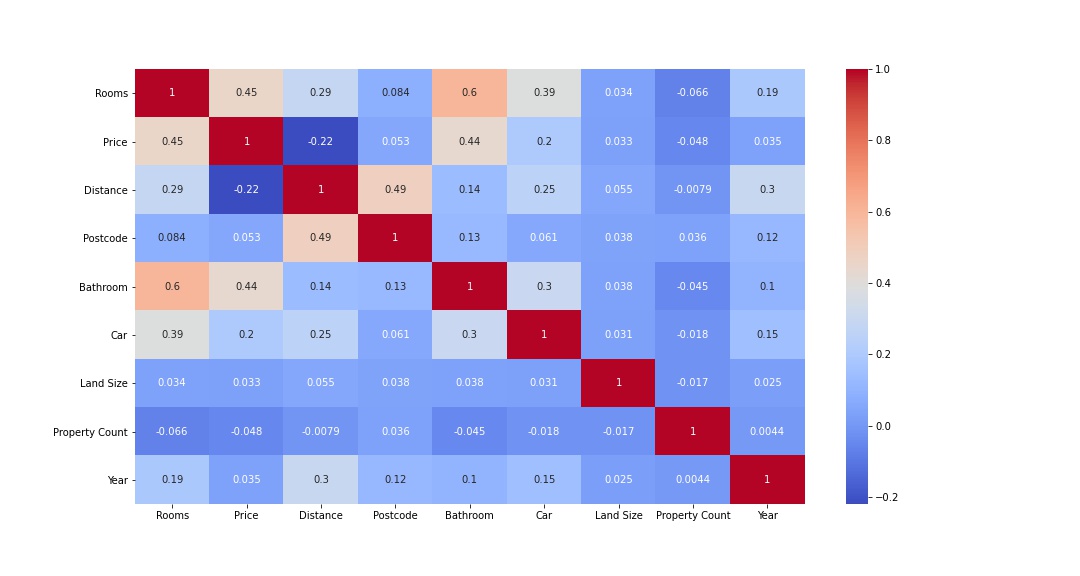 Rooms 1 0.45 0.29 0.084 0.6 0.39 0.034 -0.066 0.19
Price 0.45 1 -0.22 0.053 0.44 0.2 0.033 -0.048 0.035
Distance 0.29 -0.22 1 0.49 0.14 0.25 0.055 -0.0079 0.3
Postcode 0.084 0.053 0.49 1 0.13 0.061 0.038 0.036 0.12
Bathroom 0.6 0.44 0.14 0.13 1 0.3 0.038 -0.045 0.1
Car 0.39 0.2 0.25 0.061 0.3 1 0.031 -0.018 0.15
Land Size 0.034 0.033 0.055 0.038 0.038 0.031 1 -0.017 0.025
Property Count -0.066 -0.048 -0.0079 0.036 -0.045 -0.018 -0.017 1 0.0044
Year 0.19 0.035 0.3 0.12 0.1 0.15 0.025 0.0044 1
Rooms Price Distance Postcode Bathroom Car Land Size Property Count Year
1.0
0.8
0.6
0.4
0.2
0.0
−0.2